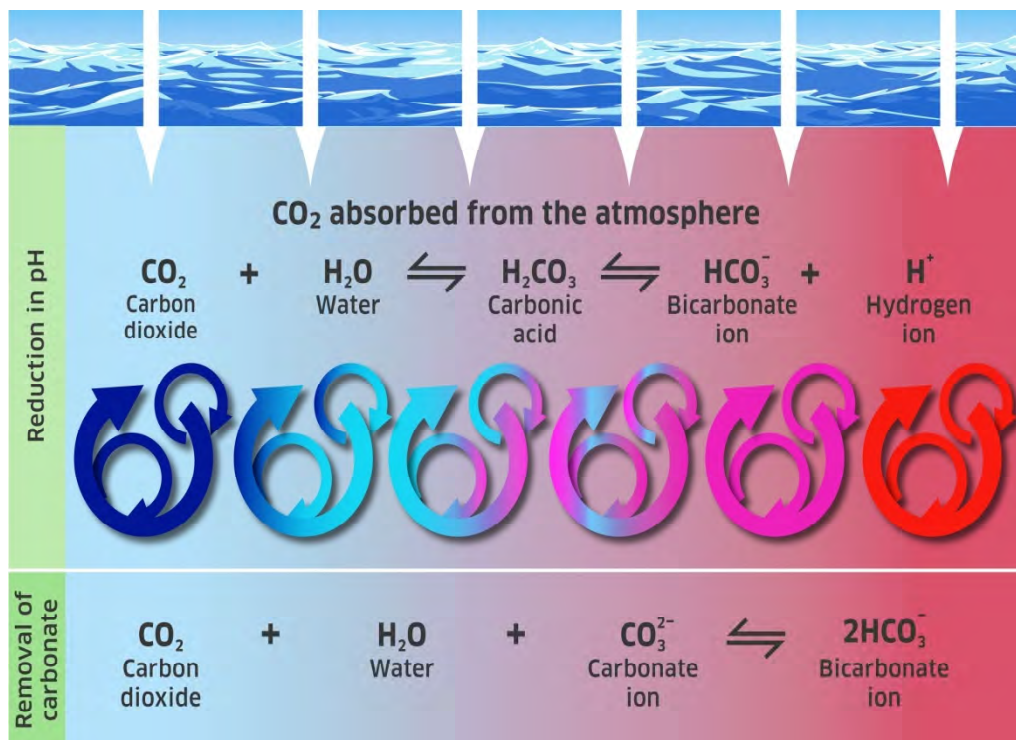 CO₂ absorbed from the atmosphere
Reduction in pH
CO₂ + H₂O ⇌ H₂CO₃ ⇌ HCO₃⁻ + H⁺
Carbon dioxide Water Carbonic acid Bicarbonate ion Hydrogen ion
Removal of carbonate
CO₂ + H₂O + CO₃²⁻ ⇌ 2HCO₃⁻
Carbon dioxide Water Carbonate ion Bicarbonate ion